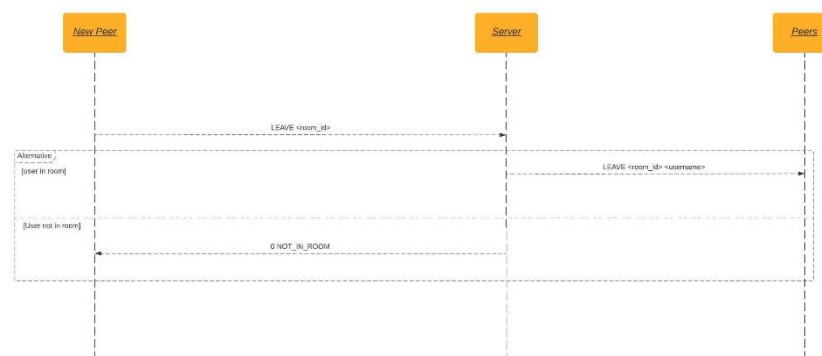 New Peer
Server
Peers
LEAVE <room_id>
Alternative
[user in room]
LEAVE <room_id> <username>
[User not in room]
0 NOT_IN_ROOM